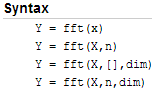 Syntax
Y = fft(x)
Y = fft(X,n)
Y = fft(X,[],dim)
Y = fft(X,n,dim)